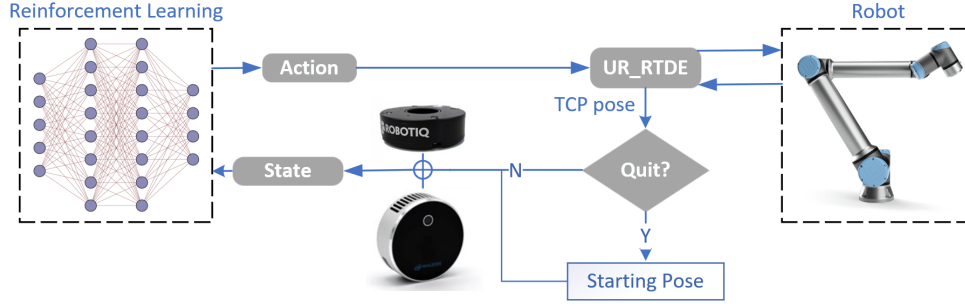 Reinforcement Learning
Robot
Action
UR_RTDE
TCP pose
ROBOTIQ
State
N
Quit?
Y
Starting Pose